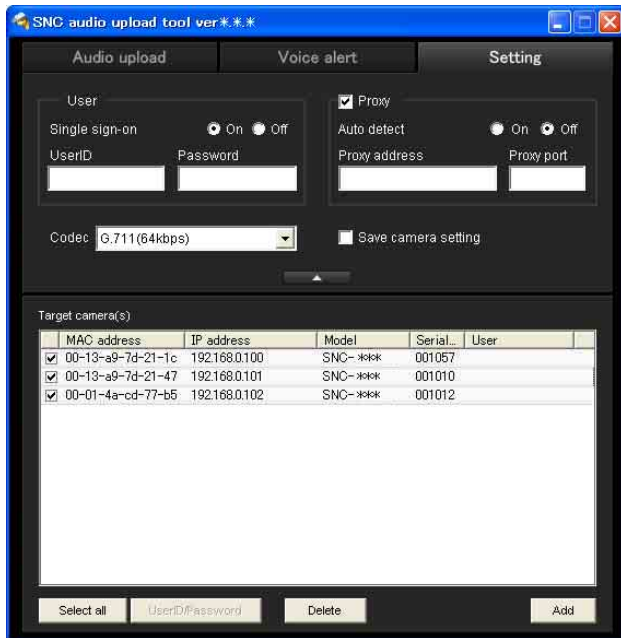 SNC audio upload tool ver*.*.*
Audio upload Voice alert Setting
User Proxy
Single sign-on On Off Auto detect On Off
UserID Password Proxy address Proxy port
Codec G.711(64kbps) Save camera setting
Target camera(s)
MAC address IP address Model Serial... User
00-13-a9-7d-21-1c 192.168.0.100 SNC-*** 001057
00-13-a9-7d-21-47 192.168.0.101 SNC-*** 001010
00-01-4a-cd-77-b5 192.168.0.102 SNC-*** 001012
Select all UserID/Password Delete Add